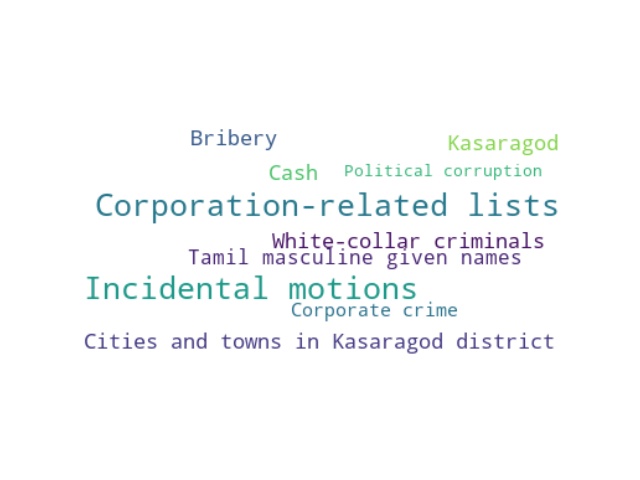 Bribery
Kasaragod
Cash
Political corruption
Corporation-related lists
White-collar criminals
Tamil masculine given names
Incidental motions
Corporate crime
Cities and towns in Kasaragod district